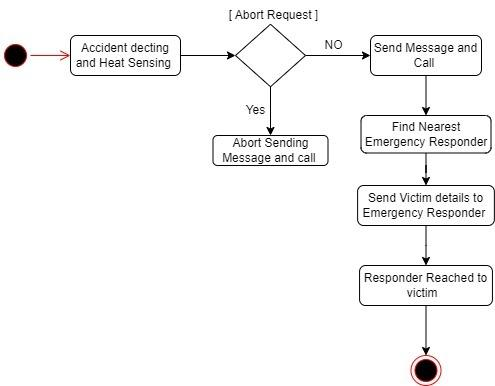 [ Abort Request ]
Accident decting
and Heat Sensing
NO
Send Message and
Call
Yes
Abort Sending
Message and call
Find Nearest
Emergency Responder
Send Victim details to
Emergency Responder
Responder Reached to
victim